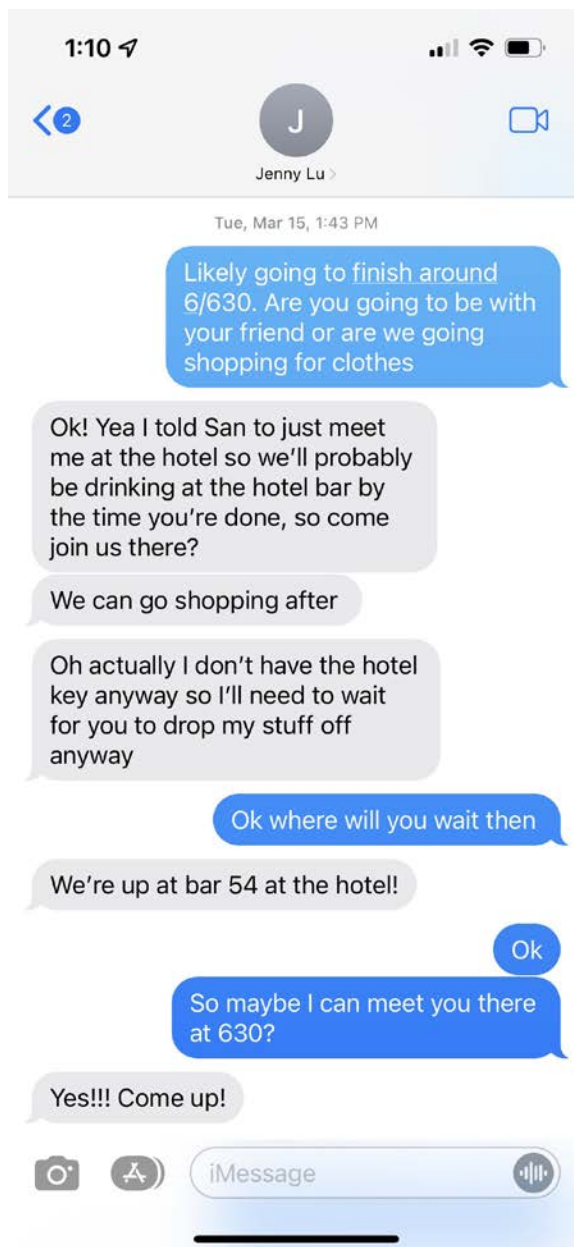 1:10
2
J
Jenny Lu
Tue, Mar 15, 1:43 PM
Likely going to finish around
6/630. Are you going to be with
your friend or are we going
shopping for clothes
Ok! Yea I told San to just meet
me at the hotel so we’ll probably
be drinking at the hotel bar by
the time you’re done, so come
join us there?
We can go shopping after
Oh actually I don’t have the hotel
key anyway so I’ll need to wait
for you to drop my stuff off
anyway
Ok where will you wait then
We’re up at bar 54 at the hotel!
Ok
So maybe I can meet you there
at 630?
Yes!!! Come up!
iMessage